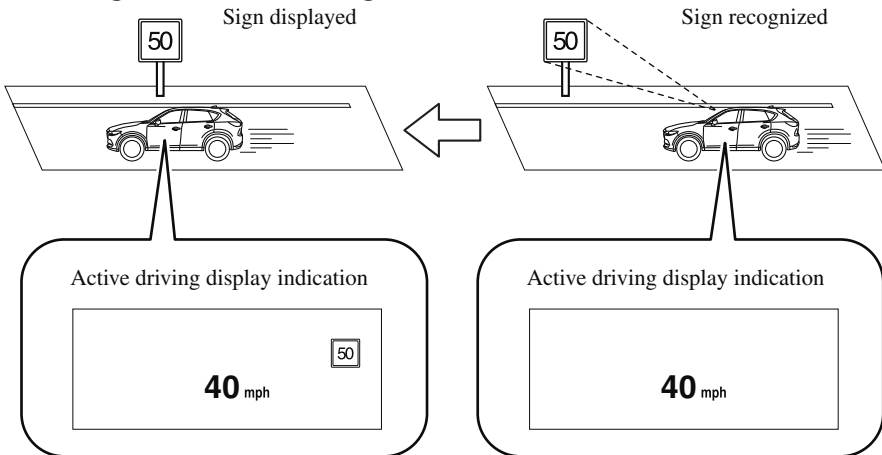 Sign displayed
50
Sign recognized
50
Active driving display indication
50
40 mph
Active driving display indication
40 mph